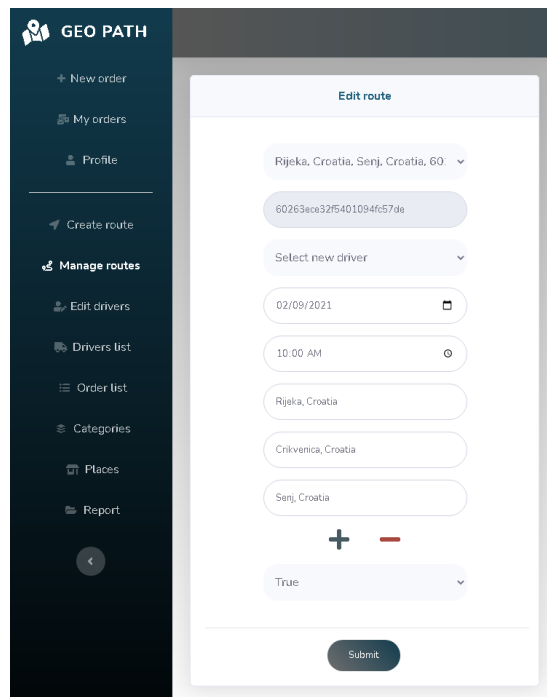 GEO PATH
New order
My orders
Profile
Create route
Manage routes
Edit drivers
Drivers list
Order list
Categories
Places
Report
Edit route
Rijeka, Croatia, Senj, Croatia, 60:
60263ece32f5401094fc57de
Select new driver
02/09/2021
10:00 AM
Rijeka, Croatia
Crikvenica, Croatia
Senj, Croatia
True
Submit